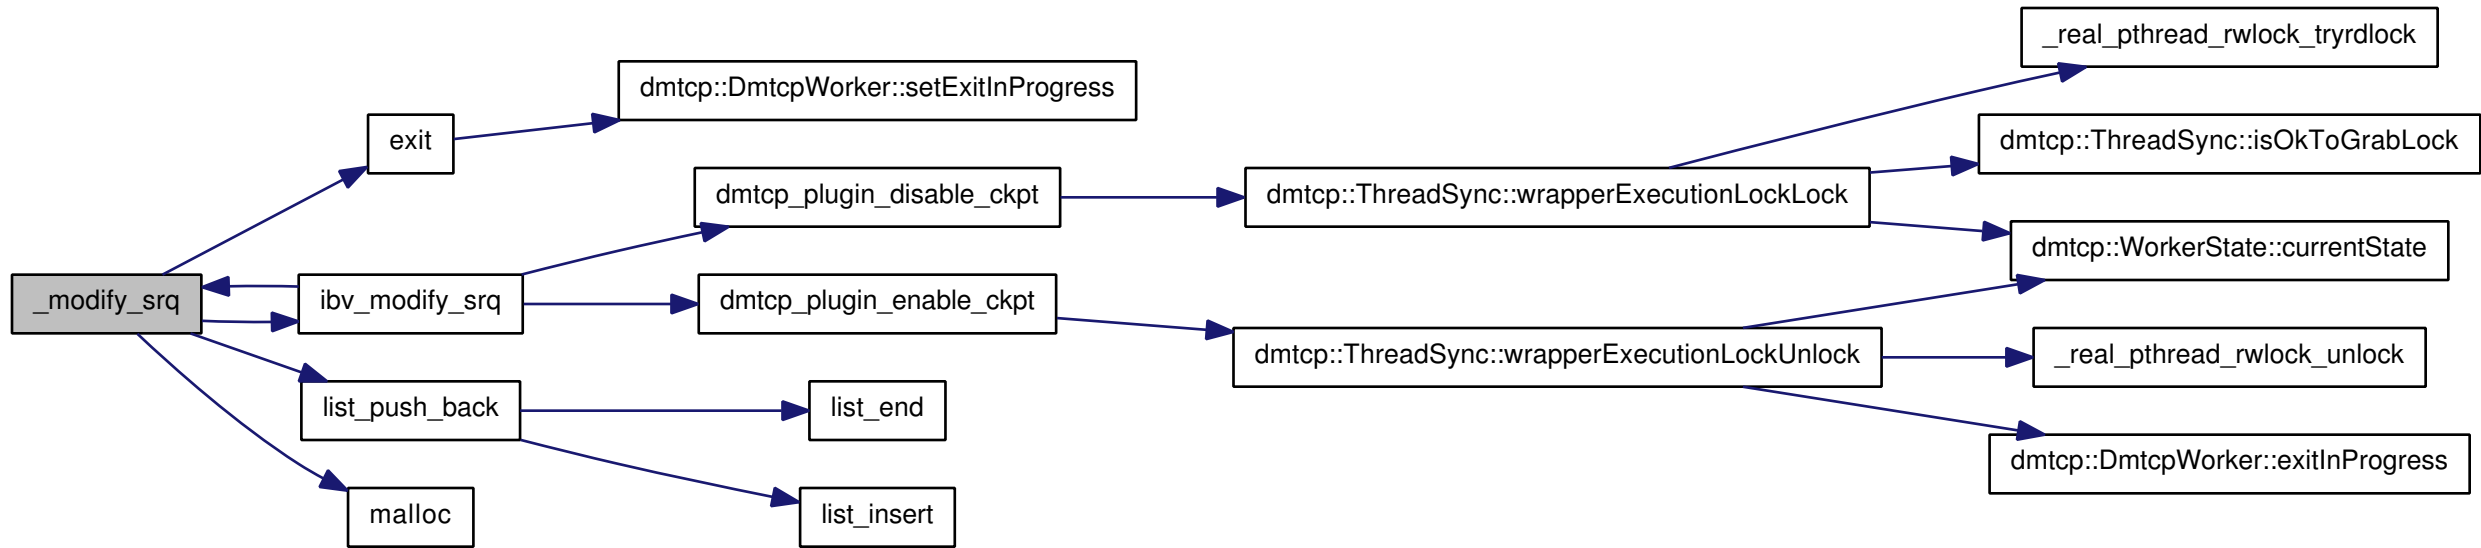 _real_pthread_rwlock_tryrdlock
dmtcp::DmtcpWorker::setExitInProgress
exit
dmtcp::ThreadSync::isOkToGrabLock
dmtcp_plugin_disable_ckpt
dmtcp::ThreadSync::wrapperExecutionLockLock
dmtcp::WorkerState::currentState
_modify_srq
ibv_modify_srq
dmtcp_plugin_enable_ckpt
dmtcp::ThreadSync::wrapperExecutionLockUnlock
_real_pthread_rwlock_unlock
list_push_back
list_end
dmtcp::DmtcpWorker::exitInProgress
malloc
list_insert